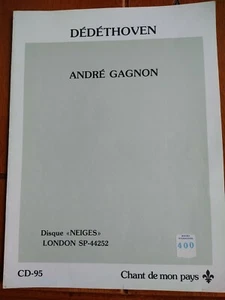 DÉDÉTHOVEN
ANDRÉ GAGNON
Disque «NEIGES»
LONDON SP-44252
400
CD-95
Chant de mon pays